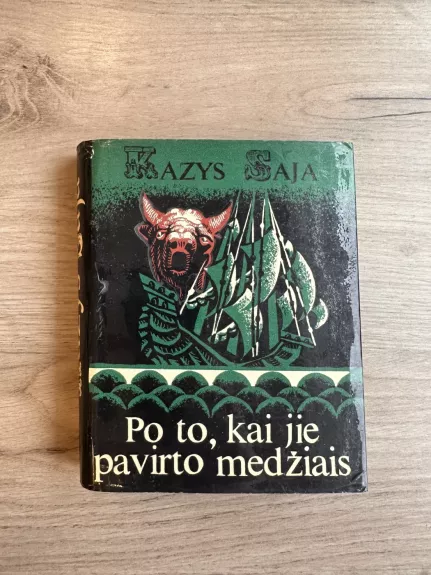 Kazys Saja
Po to, kai jie
pavirto medžiais